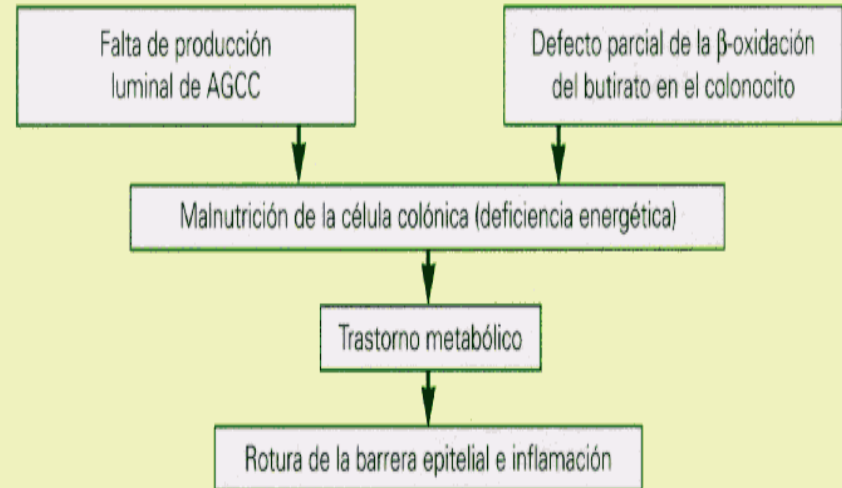 Falta de producción
luminal de AGCC
Defecto parcial de la β-oxidación
del butirato en el colonocito
Malnutrición de la célula colónica (deficiencia energética)
Trastorno metabólico
Rotura de la barrera epitelial e inflamación